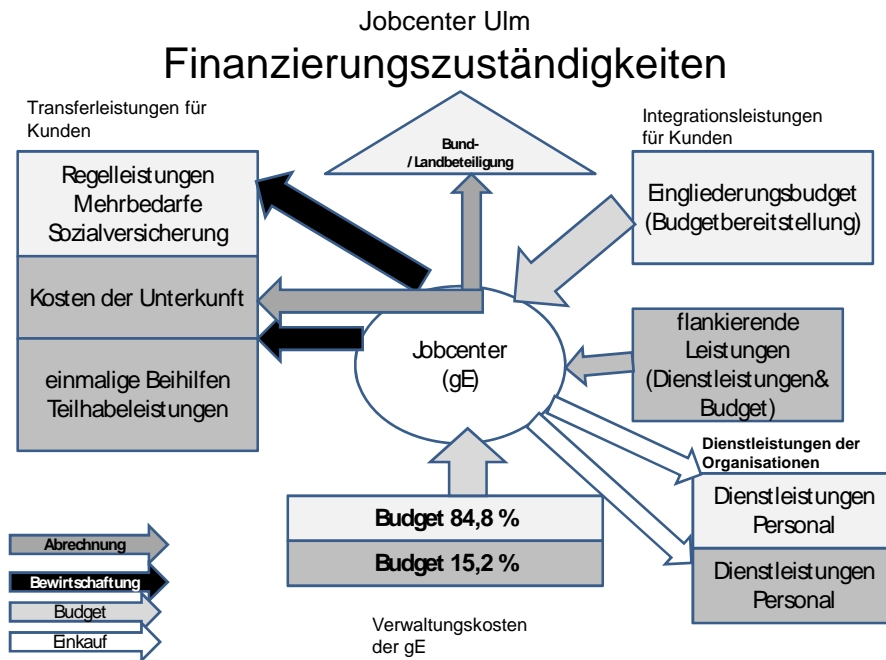 Jobcenter Ulm
Finanzierungszuständigkeiten
Transferleistungen für
Kunden
Regelleistungen
Mehrbedarfe
Sozialversicherung
Kosten der Unterkunft
einmalige Beihilfen
Teilhabeleistungen
Bund-
/ Landbeteiligung
Integrationsleistungen
für Kunden
Eingliederungsbudget
(Budgetbereitstellung)
flankierende
Leistungen
(Dienstleistungen&
Budget)
Jobcenter
(gE)
Dienstleistungen der
Organisationen
Dienstleistungen
Personal
Dienstleistungen
Personal
Budget 84,8 %
Budget 15,2 %
Verwaltungskosten
der gE
Abrechnung
Bewirtschaftung
Budget
Einkauf